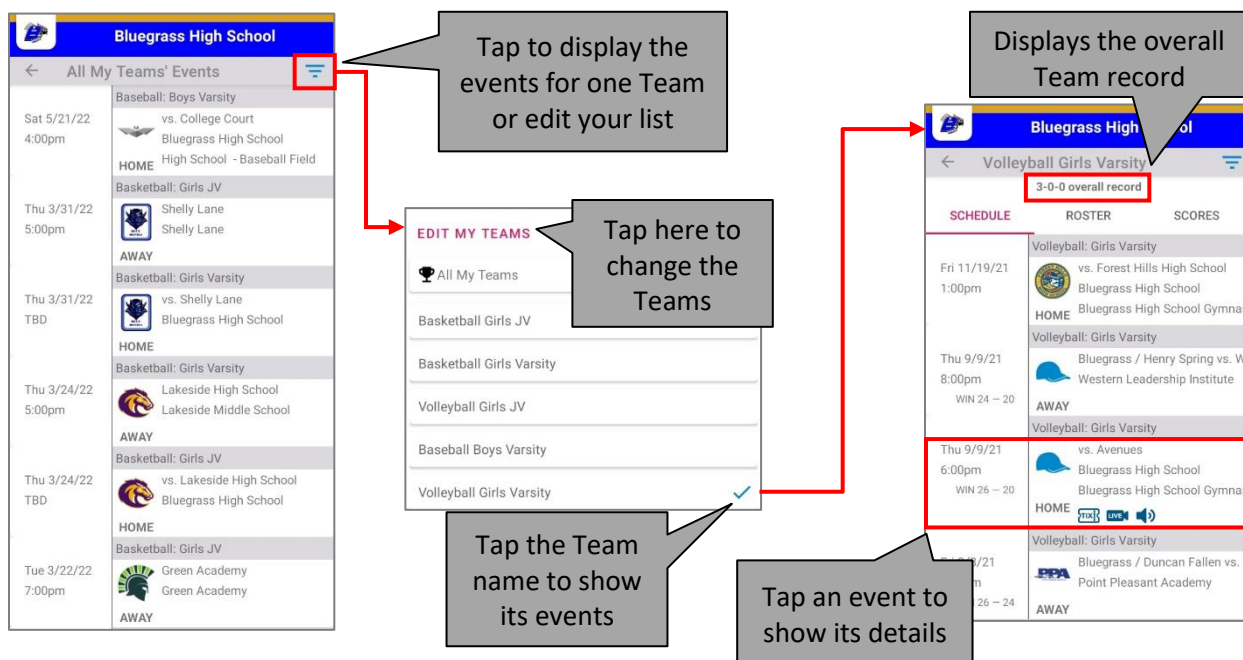 Bluegrass High School
All My Teams' Events
Baseball: Boys Varsity
Sat 5/21/22
4:00pm
vs. College Court
Bluegrass High School
High School - Baseball Field
HOME
Basketball: Girls JV
Thu 3/31/22
5:00pm
Shelly Lane
Shelly Lane
AWAY
Basketball: Girls Varsity
Thu 3/31/22
TBD
vs. Shelly Lane
Bluegrass High School
HOME
Basketball: Girls Varsity
Thu 3/24/22
5:00pm
Lakeside High School
Lakeside Middle School
AWAY
Basketball: Girls JV
Thu 3/24/22
TBD
vs. Lakeside High School
Bluegrass High School
HOME
Basketball: Girls JV
Tue 3/22/22
7:00pm
Green Academy
Green Academy
AWAY
Tap to display the
events for one Team
or edit your list
EDIT MY TEAMS
All My Teams
Basketball Girls JV
Basketball Girls Varsity
Volleyball Girls JV
Baseball Boys Varsity
Volleyball Girls Varsity
Tap here to
change the
Teams
Tap the Team
name to show
its events
Displays the overall
Team record
Bluegrass High ol
Volleyball Girls Varsity
3-0-0 overall record
SCHEDULE ROSTER SCORES
Volleyball: Girls Varsity
Fri 11/19/21
1:00pm
vs. Forest Hills High School
Bluegrass High School
Bluegrass High School Gymna
HOME
Volleyball: Girls Varsity
Thu 9/9/21
8:00pm
WIN 24 – 20
Bluegrass / Henry Spring vs. W
Western Leadership Institute
AWAY
Volleyball: Girls Varsity
Thu 9/9/21
6:00pm
WIN 26 – 20
vs. Avenues
Bluegrass High School
Bluegrass High School Gymna
HOME
TIX LIVE
Volleyball: Girls Varsity
/21
m
26 – 24
PPA
Bluegrass / Duncan Fallen vs.
Point Pleasant Academy
AWAY
Tap an event to
show its details